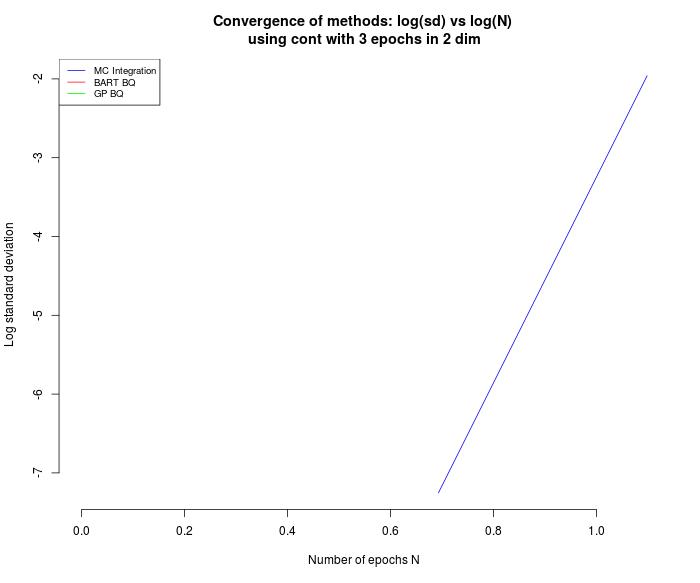 Convergence of methods: log(sd) vs log(N)
using cont with 3 epochs in 2 dim
MC Integration
BART BQ
GP BQ
Log standard deviation
-2
-3
-4
-5
-6
-7
0.0 0.2 0.4 0.6 0.8 1.0
Number of epochs N